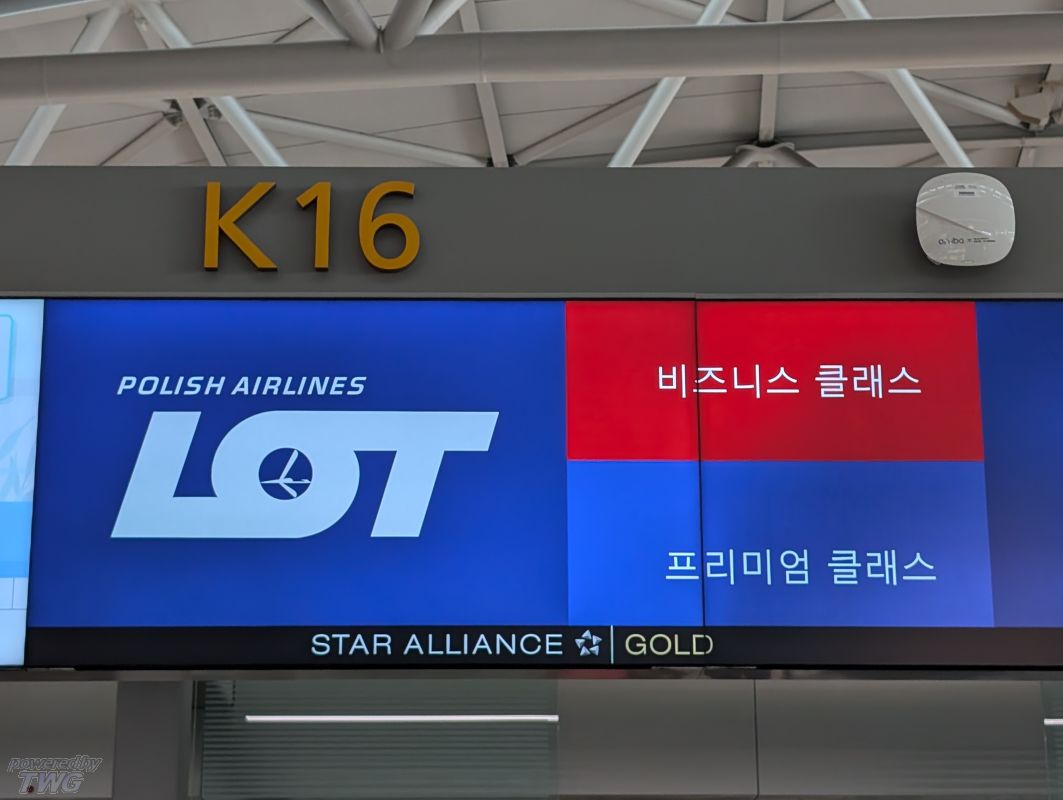 K16
POLISH AIRLINES
LOT
비즈니스 클래스
프리미엄 클래스
STAR ALLIANCE GOLD
aruba
powered by
TWG